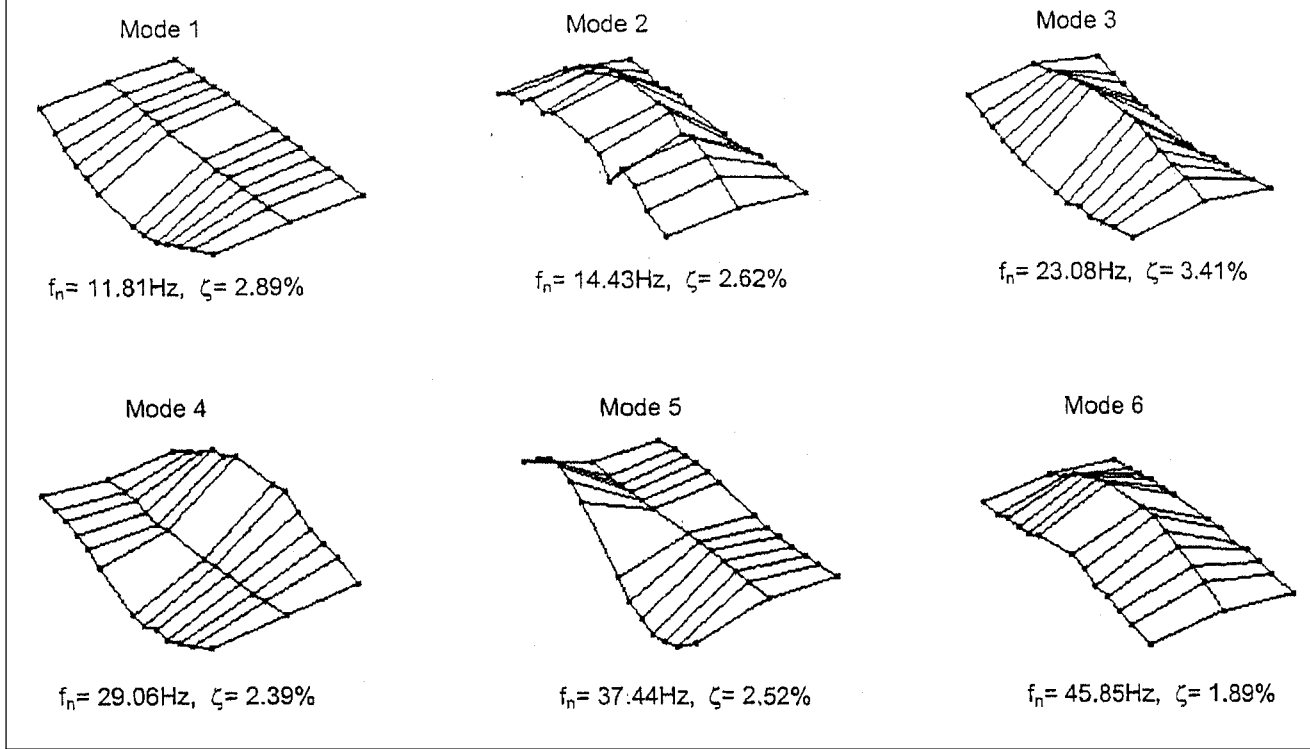 Mode 1
Mode 2
Mode 3
fn= 11.81Hz, ζ= 2.89%
fn= 14.43Hz, ζ= 2.62%
fn= 23.08Hz, ζ= 3.41%
Mode 4
Mode 5
Mode 6
fn= 29.06Hz, ζ= 2.39%
fn= 37.44Hz, ζ= 2.52%
fn= 45.85Hz, ζ= 1.89%